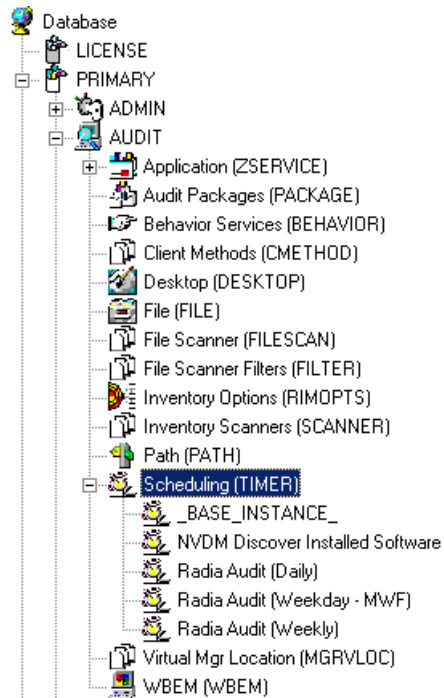 Database
LICENSE
PRIMARY
ADMIN
AUDIT
Application (ZSERVICE)
Audit Packages (PACKAGE)
Behavior Services (BEHAVIOR)
Client Methods (CMETHOD)
Desktop (DESKTOP)
File (FILE)
File Scanner (FILESCAN)
File Scanner Filters (FILTER)
Inventory Options (RIMOPTS)
Inventory Scanners (SCANNER)
Path (PATH)
Scheduling (TIMER)
_BASE_INSTANCE_
NVDM Discover Installed Software
Radia Audit (Daily)
Radia Audit (Weekday - MWF)
Radia Audit (Weekly)
Virtual Mgr Location (MGRVLOC)
WBEM (WBEM)